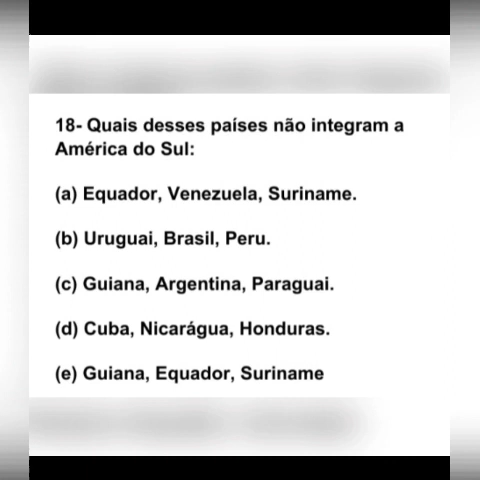 18- Quais desses países não integram a
América do Sul:
(a) Equador, Venezuela, Suriname.
(b) Uruguai, Brasil, Peru.
(c) Guiana, Argentina, Paraguai.
(d) Cuba, Nicarágua, Honduras.
(e) Guiana, Equador, Suriname